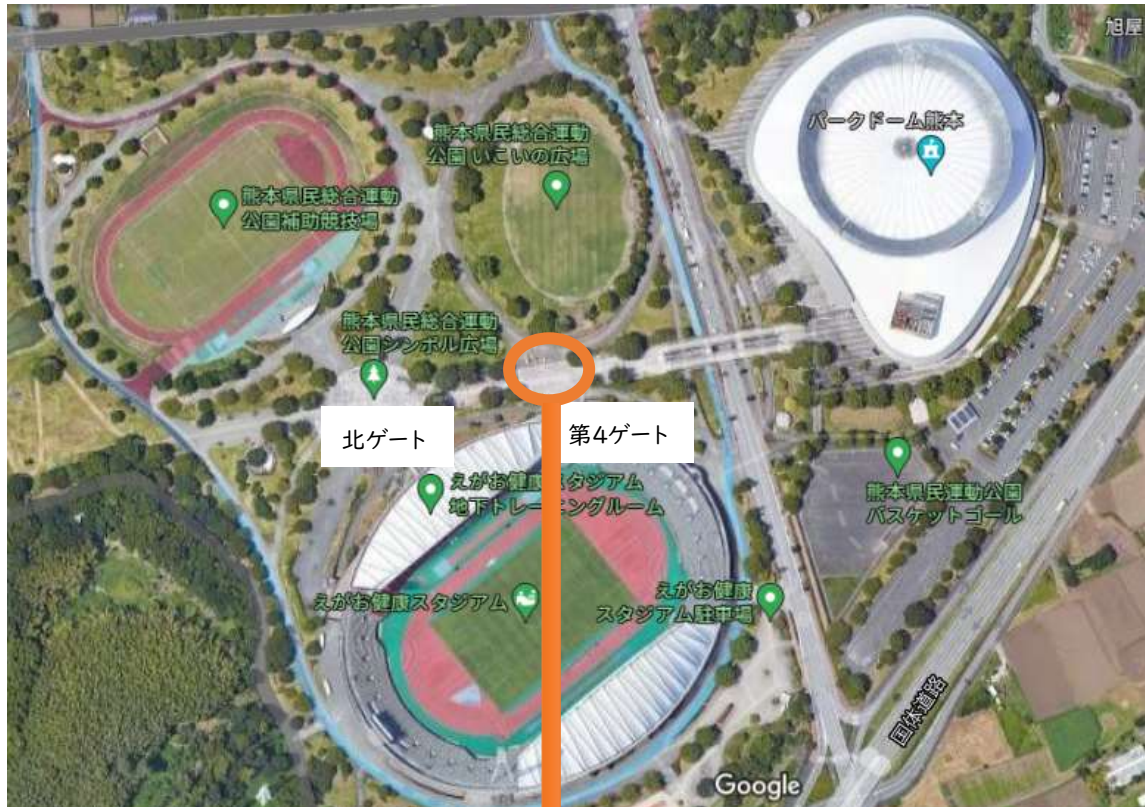 旭屋
パークドーム熊本
熊本県民総合運動
公園 いこいの広場
熊本県民総合運動
公園補助競技場
熊本県民総合運動
公園シンボル広場
北ゲート
第4ゲート
えがお健康スタジアム
地下トレーニングルーム
熊本県民運動公園
バスケットゴール
えがお健康スタジアム
えがお健康
スタジアム駐車場
国体道路
Google